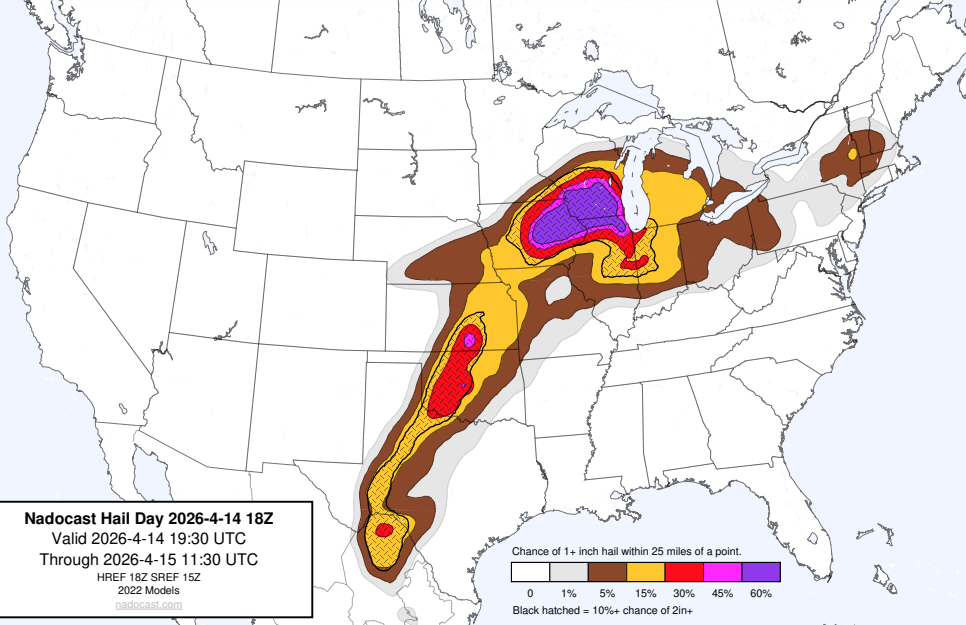 Nadocast Hail Day 2026-4-14 18Z
Valid 2026-4-14 19:30 UTC
Through 2026-4-15 11:30 UTC
HREF 18Z SREF 15Z
2022 Models
nadocast.com
Chance of 1+ inch hail within 25 miles of a point.
0 1% 5% 15% 30% 45% 60%
Black hatched = 10%+ chance of 2in+